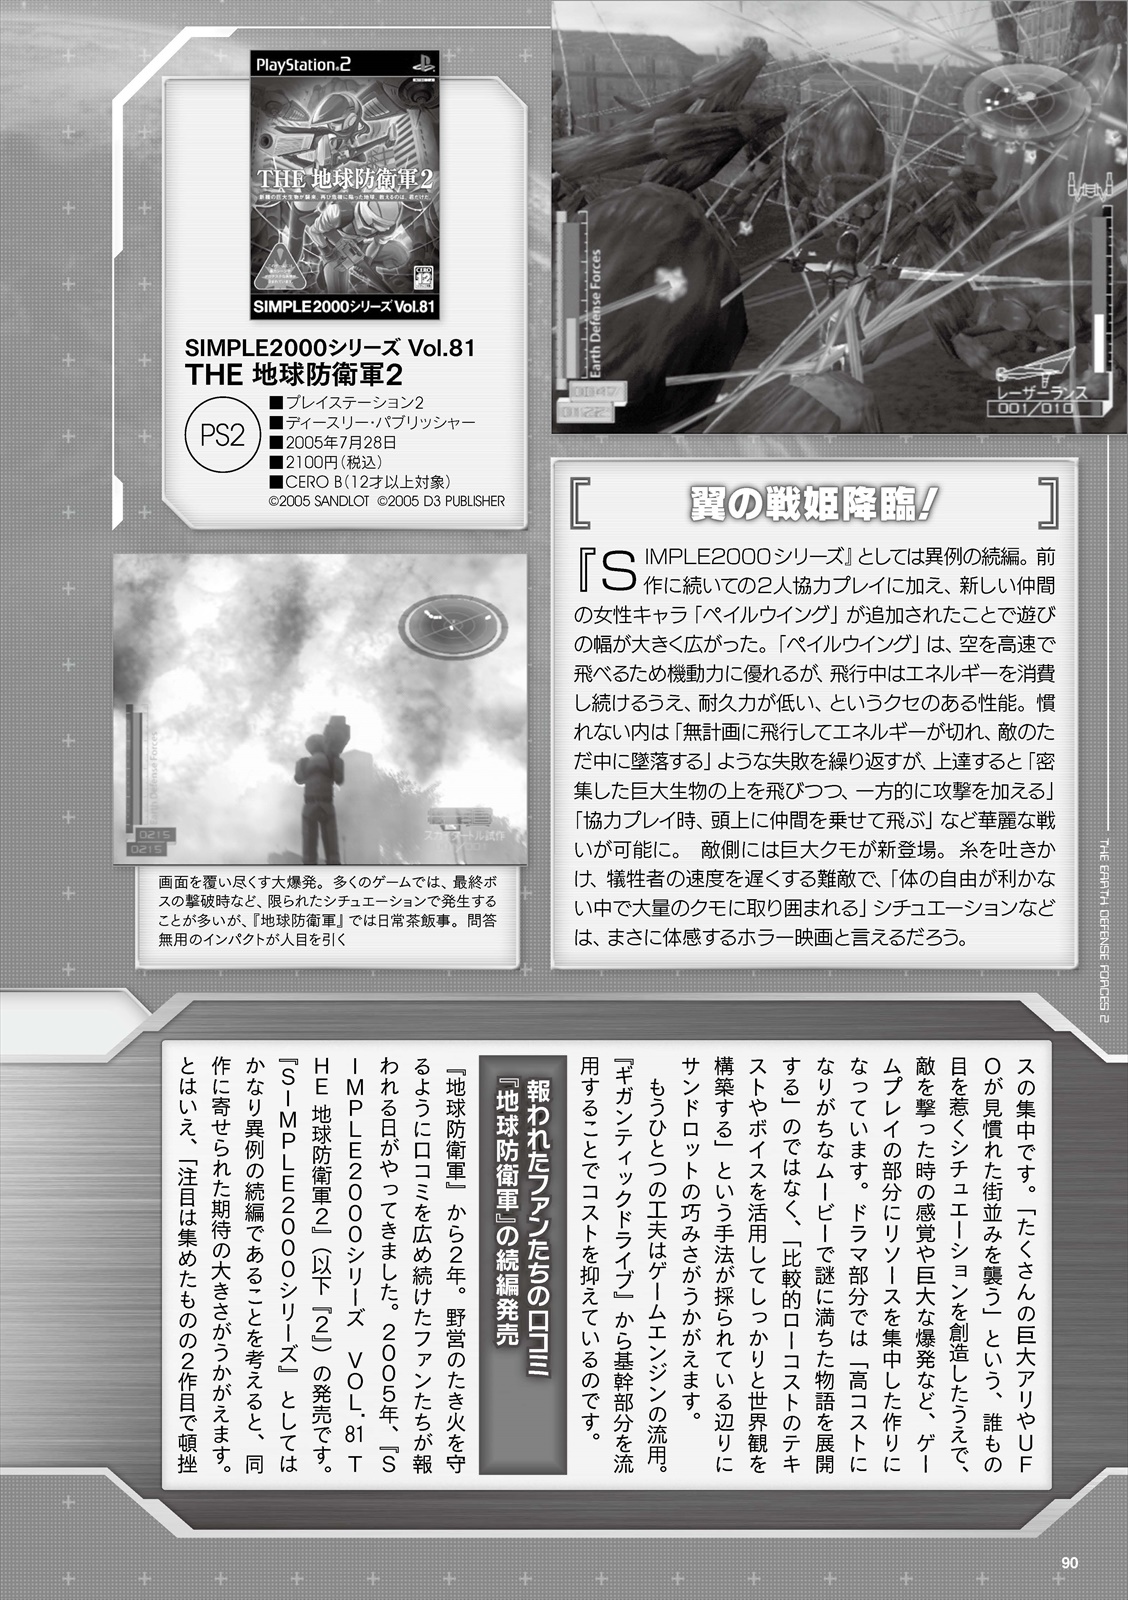 PlayStation.2
THE 地球防衛軍2
CERO
12
SIMPLE2000シリーズ Vol.81
SIMPLE2000シリーズ Vol.81
THE 地球防衛軍2
PS2
■プレイステーション2
■ディースリー・パブリッシャー
■2005年7月28日
■2100円(税込)
■CERO B(12才以上対象)
©2005 SANDLOT ©2005 D3 PUBLISHER
Earth Defense Forces
レーザーランス
001/010
翼の戦姫降臨!
『SIMPLE2000シリーズ』としては異例の続編。前
作に続いての2人協力プレイに加え、新しい仲間
の女性キャラ「ペイルウイング」が追加されたことで遊び
の幅が大きく広がった。「ペイルウイング」は、空を高速で
飛べるため機動力に優れるが、飛行中はエネルギーを消費
し続けるうえ、耐久力が低い、というクセのある性能。慣
れない内は「無計画に飛行してエネルギーが切れ、敵のた
だ中に墜落する」ような失敗を繰り返すが、上達すると「密
集した巨大生物の上を飛びつつ、一方的に攻撃を加える」
「協力プレイ時、頭上に仲間を乗せて飛ぶ」など華麗な戦
いが可能に。 敵側には巨大クモが新登場。糸を吐きか
け、犠牲者の速度を遅くする難敵で、「体の自由が利かな
い中で大量のクモに取り囲まれる」シチュエーションなど
は、まさに体感するホラー映画と言えるだろう。
Earth Defense Forces
0215
0215
画面を覆い尽くす大爆発。多くのゲームでは、最終ボ
スの撃破時など、限られたシチュエーションで発生する
ことが多いが、『地球防衛軍』では日常茶飯事。問答
無用のインパクトが人目を引く
THE EARTH DEFENSE FORCES 2
スの集中です。「たくさんの巨大アリやUF
Oが見慣れた街並みを襲う」という、誰もの
目を惹くシチュエーションを創造したうえで、
敵を撃った時の感覚や巨大な爆発など、ゲー
ムプレイの部分にリソースを集中した作りに
なっています。ドラマ部分では「高コストに
なりがちなムービーで謎に満ちた物語を展開
する」のではなく、「比較的ローコストのテキ
ストやボイスを活用してしっかりと世界観を
構築する」という手法が採られている辺りに
サンドロットの巧みさがうかがえます。
もうひとつの工夫はゲームエンジンの流用。
『ギガンティックドライブ』から基幹部分を流
用することでコストを抑えているのです。
報われたファンたちの口コミ
『地球防衛軍』の続編発売
『地球防衛軍』から2年。野営のたき火を守
るように口コミを広め続けたファンたちが報
われる日がやってきました。2005年、『S
IMPLE2000シリーズ VOL.81 T
HE 地球防衛軍2』(以下『2』)の発売です。
『SIMPLE2000シリーズ』としては
かなり異例の続編であることを考えると、同
作に寄せられた期待の大きさがうかがえます。
とはいえ、「注目は集めたものの2作目で頓挫
90